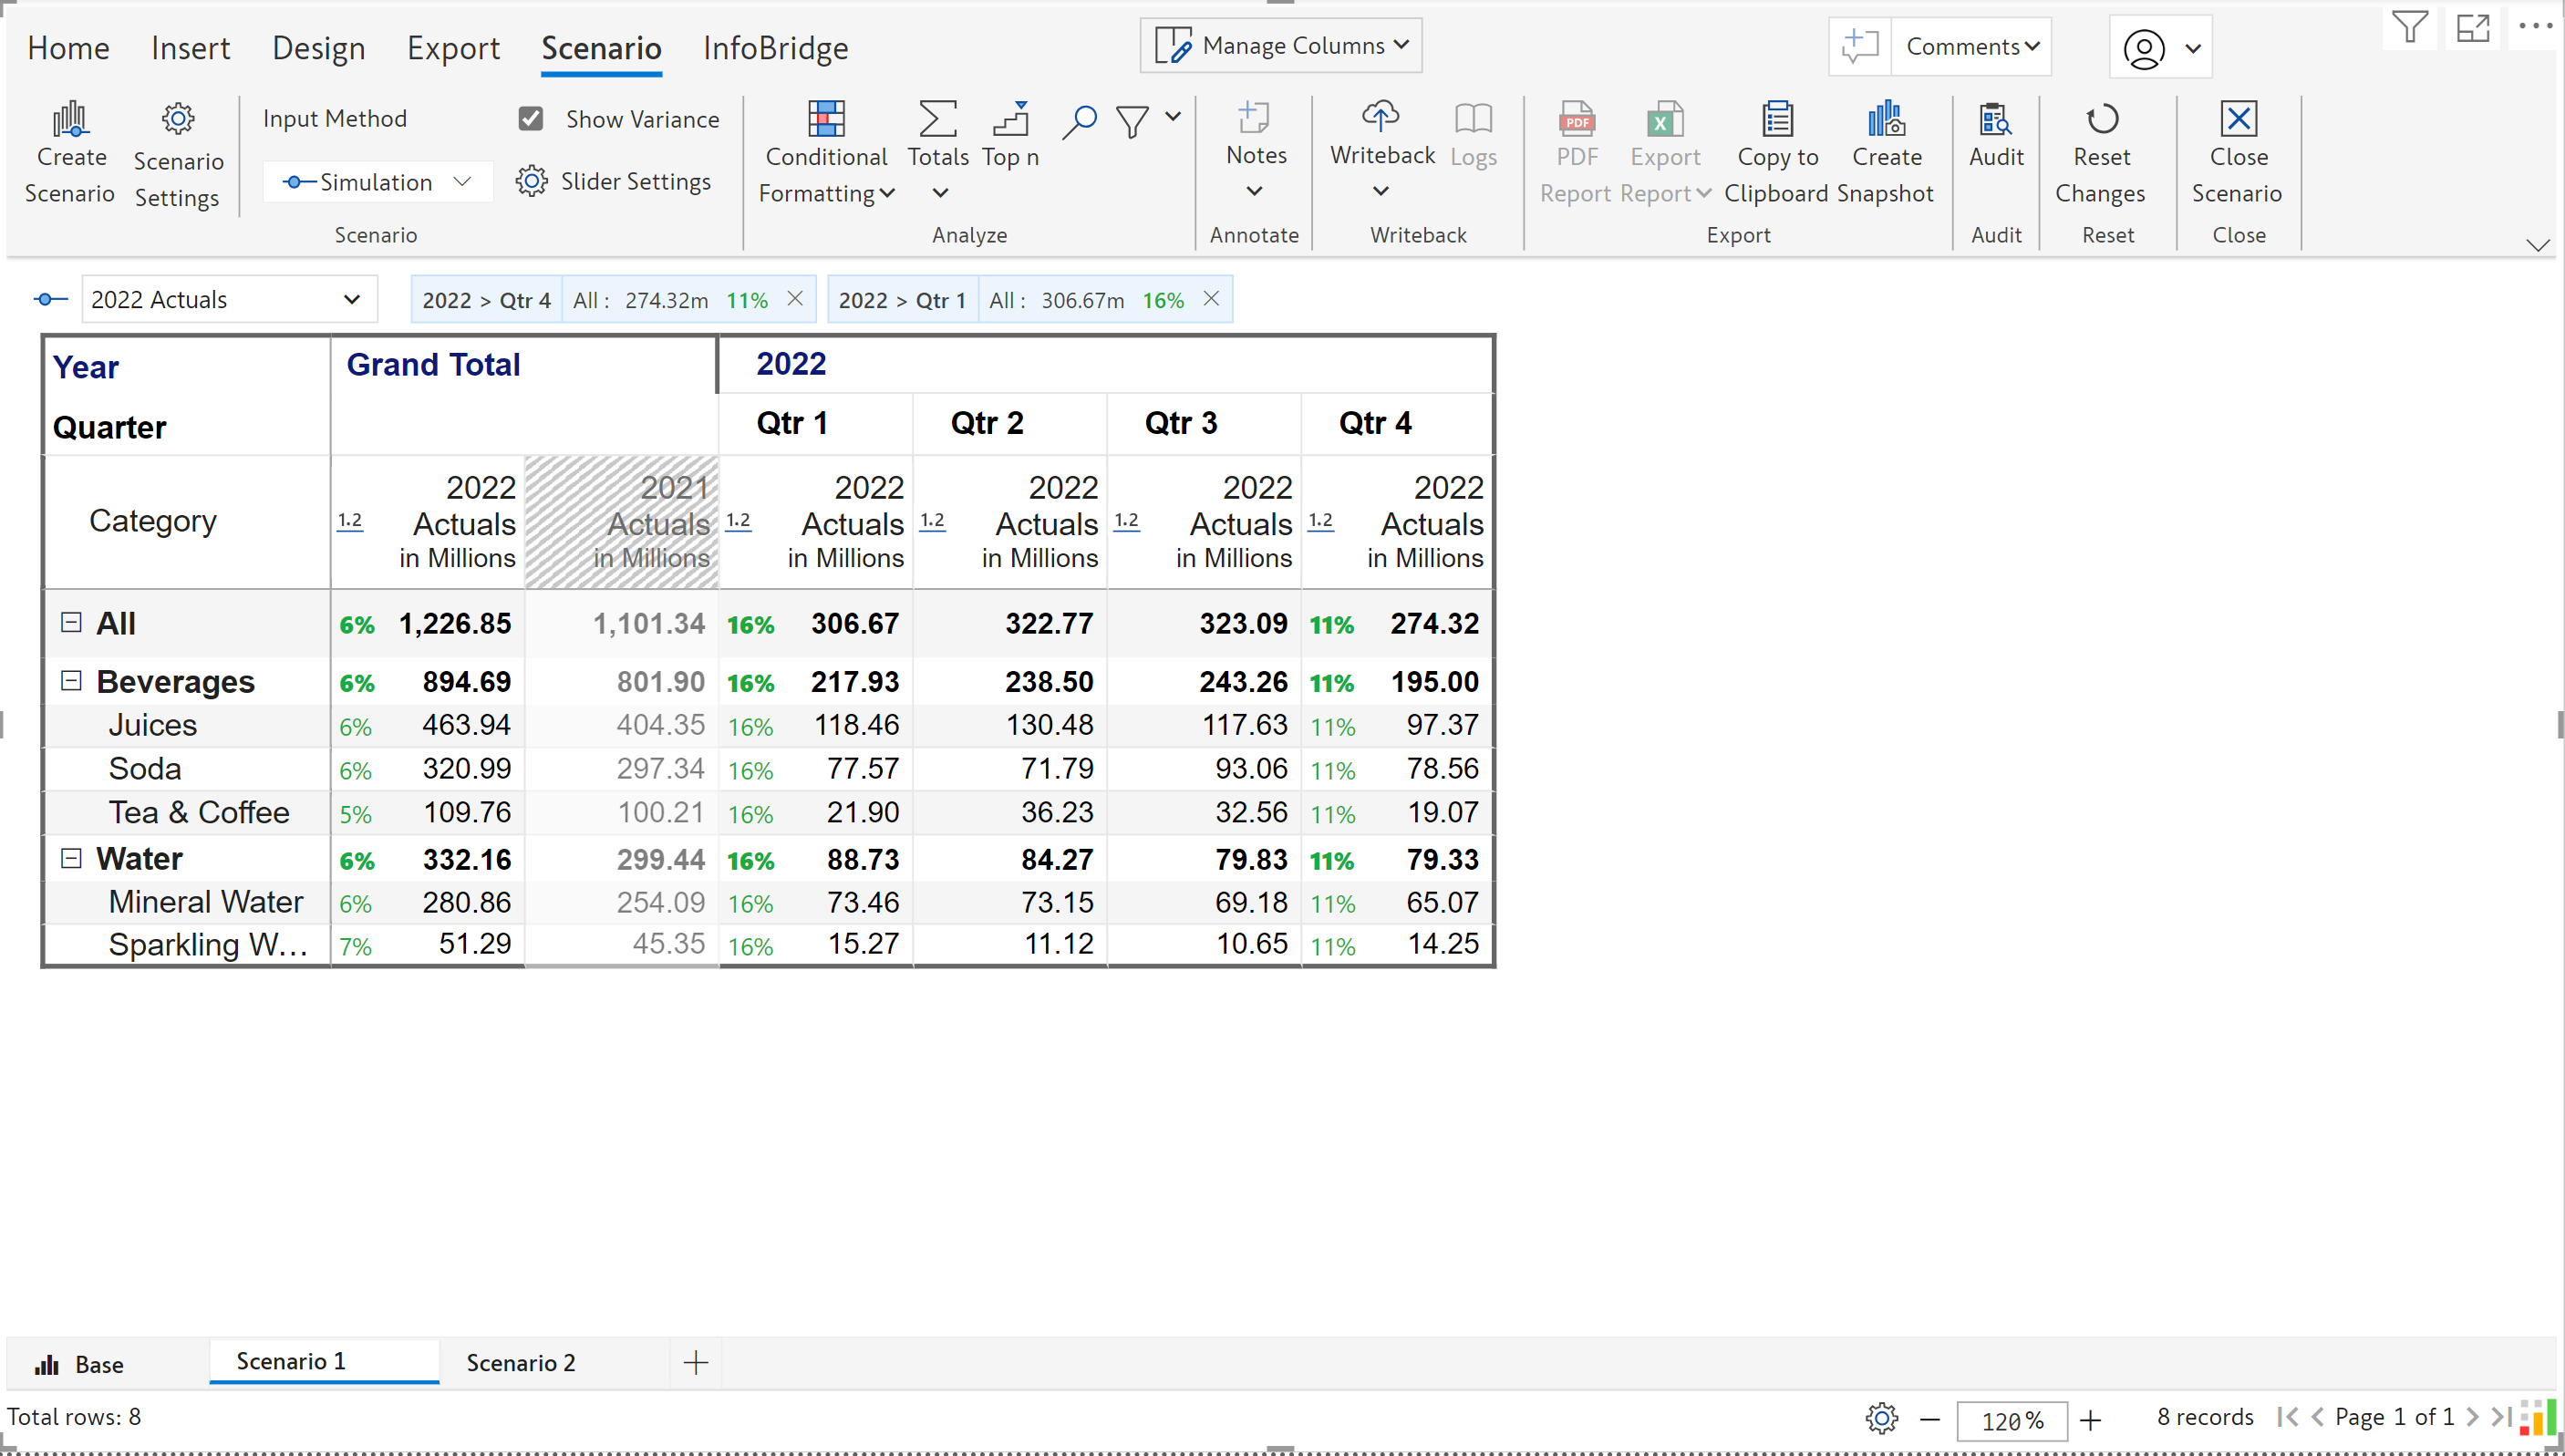 Home Insert Design Export Scenario InfoBridge Manage Columns Comments
Create Scenario
Scenario Settings
Input Method
Simulation
Show Variance
Slider Settings
Scenario
Conditional Formatting
Totals
Top n
Analyze
Notes
Annotate
Writeback
Logs
Writeback
PDF Report
Export Report
Copy to Clipboard
Create Snapshot
Export
Audit
Audit
Reset Changes
Reset
Close Scenario
Close
2022 Actuals 2022 > Qtr 4 All : 274.32m 11% 2022 > Qtr 1 All : 306.67m 16%
Year Grand Total 2022
Quarter Qtr 1 Qtr 2 Qtr 3 Qtr 4
Category
1.2 2022 Actuals in Millions
2021 Actuals in Millions
1.2 2022 Actuals in Millions
1.2 2022 Actuals in Millions
1.2 2022 Actuals in Millions
1.2 2022 Actuals in Millions
All 6% 1,226.85 1,101.34 16% 306.67 322.77 323.09 11% 274.32
Beverages 6% 894.69 801.90 16% 217.93 238.50 243.26 11% 195.00
Juices 6% 463.94 404.35 16% 118.46 130.48 117.63 11% 97.37
Soda 6% 320.99 297.34 16% 77.57 71.79 93.06 11% 78.56
Tea & Coffee 5% 109.76 100.21 16% 21.90 36.23 32.56 11% 19.07
Water 6% 332.16 299.44 16% 88.73 84.27 79.83 11% 79.33
Mineral Water 6% 280.86 254.09 16% 73.46 73.15 69.18 11% 65.07
Sparkling W... 7% 51.29 45.35 16% 15.27 11.12 10.65 11% 14.25
Base Scenario 1 Scenario 2
Total rows: 8 120% 8 records Page 1 of 1